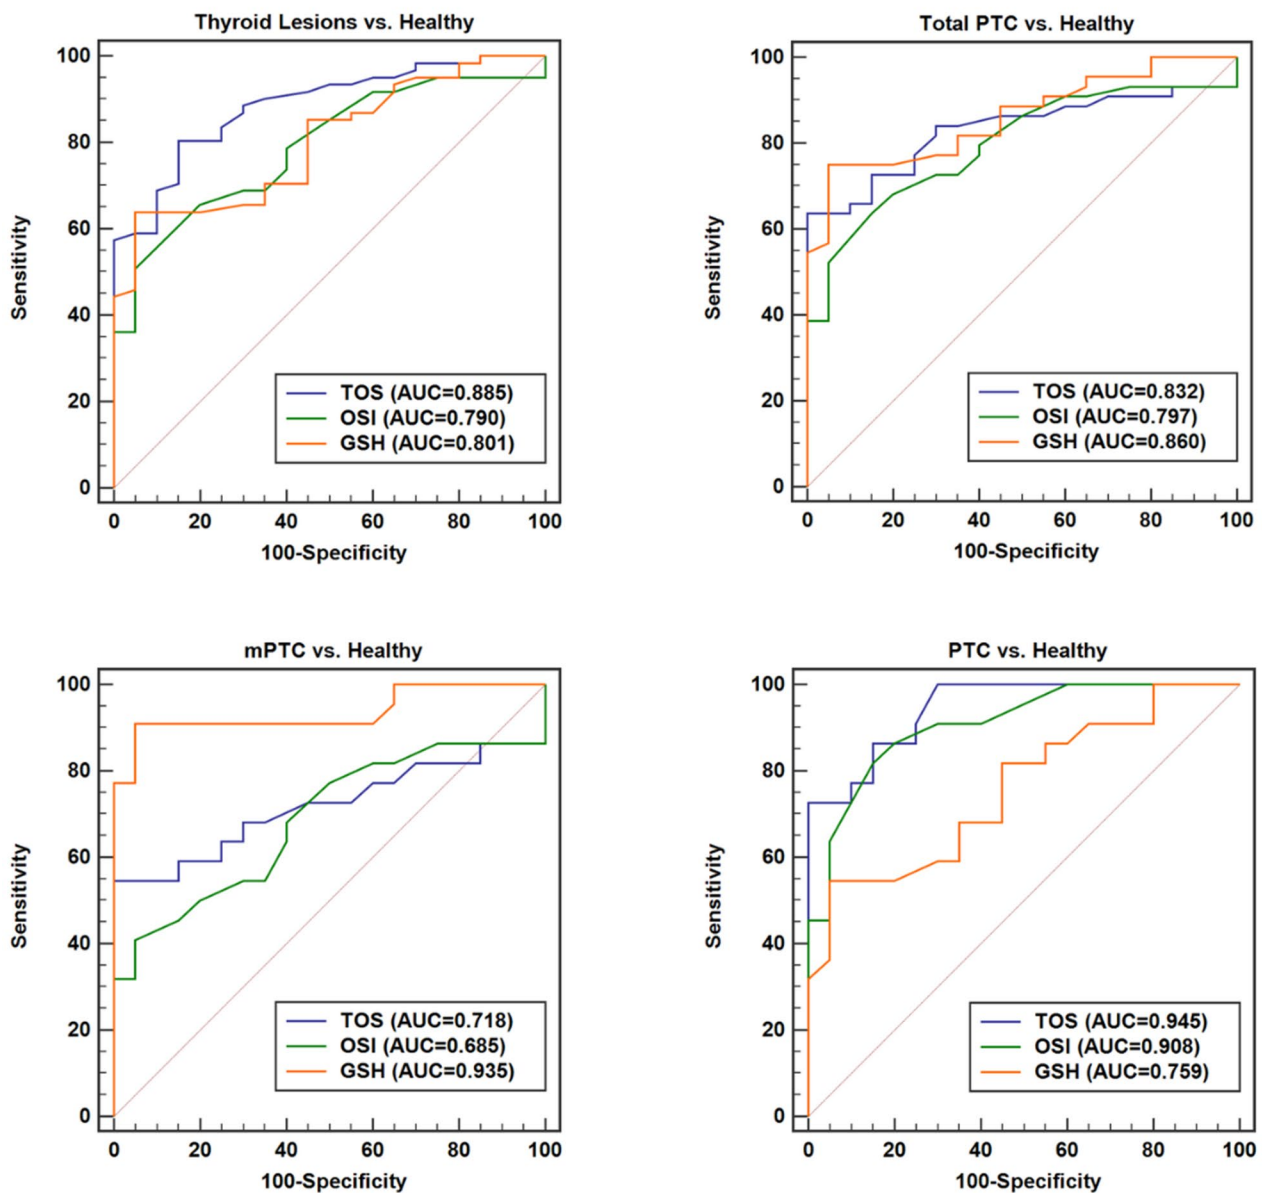 Thyroid Lesions vs. Healthy
100
80
60
40
20
0
Sensitivity
TOS (AUC=0.885)
OSI (AUC=0.790)
GSH (AUC=0.801)
0 20 40 60 80 100
100-Specificity
Total PTC vs. Healthy
100
80
60
40
20
0
Sensitivity
TOS (AUC=0.832)
OSI (AUC=0.797)
GSH (AUC=0.860)
0 20 40 60 80 100
100-Specificity
mPTC vs. Healthy
100
80
60
40
20
0
Sensitivity
TOS (AUC=0.718)
OSI (AUC=0.685)
GSH (AUC=0.935)
0 20 40 60 80 100
100-Specificity
PTC vs. Healthy
100
80
60
40
20
0
Sensitivity
TOS (AUC=0.945)
OSI (AUC=0.908)
GSH (AUC=0.759)
0 20 40 60 80 100
100-Specificity